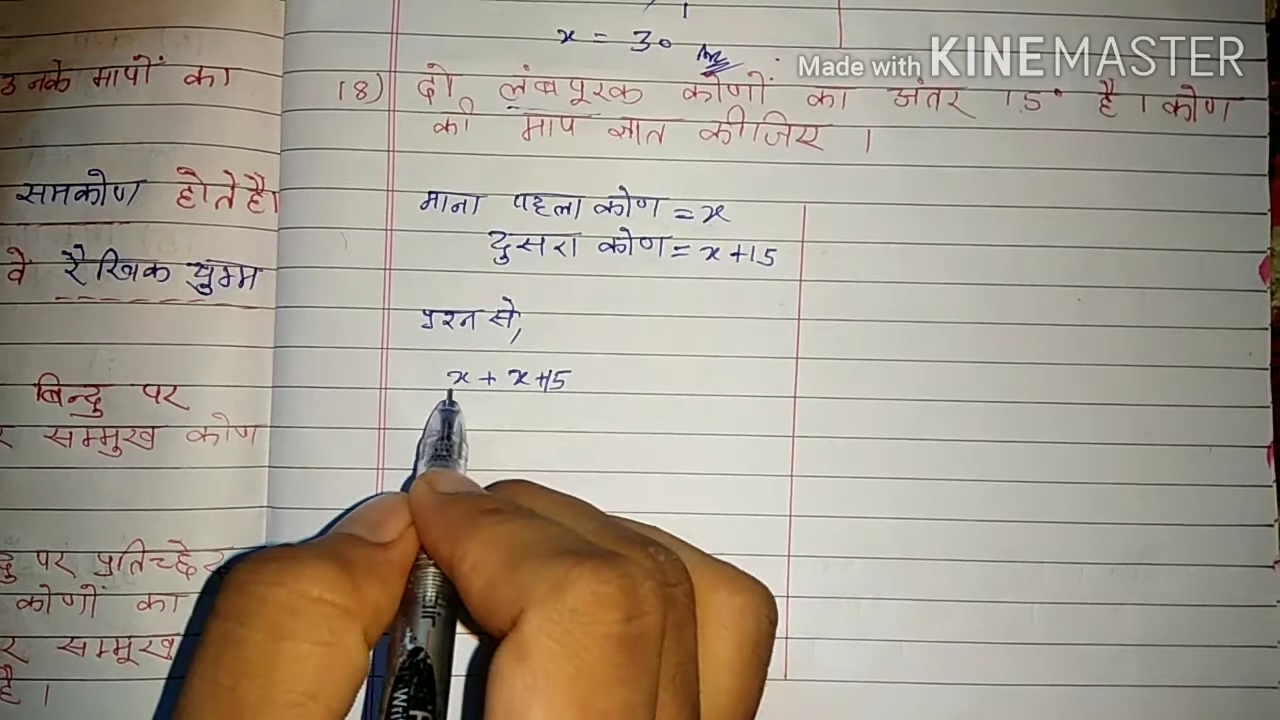 x = 30 Ans
Made with KINEMASTER
उनके मापों का
समकोण होते है।
वे रैखिक युग्म
बिन्दु पर
सम्मुख कोण
पर प्रतिच्छेद
कोणों का
सम्मूख
है।
18) दो लंबपूरक कोणों का अंतर 15° है। कोण
की माप ज्ञात कीजिए।
माना पहला कोण = x
दुसरा कोण = x+15
प्रश्न से,
x + x+15